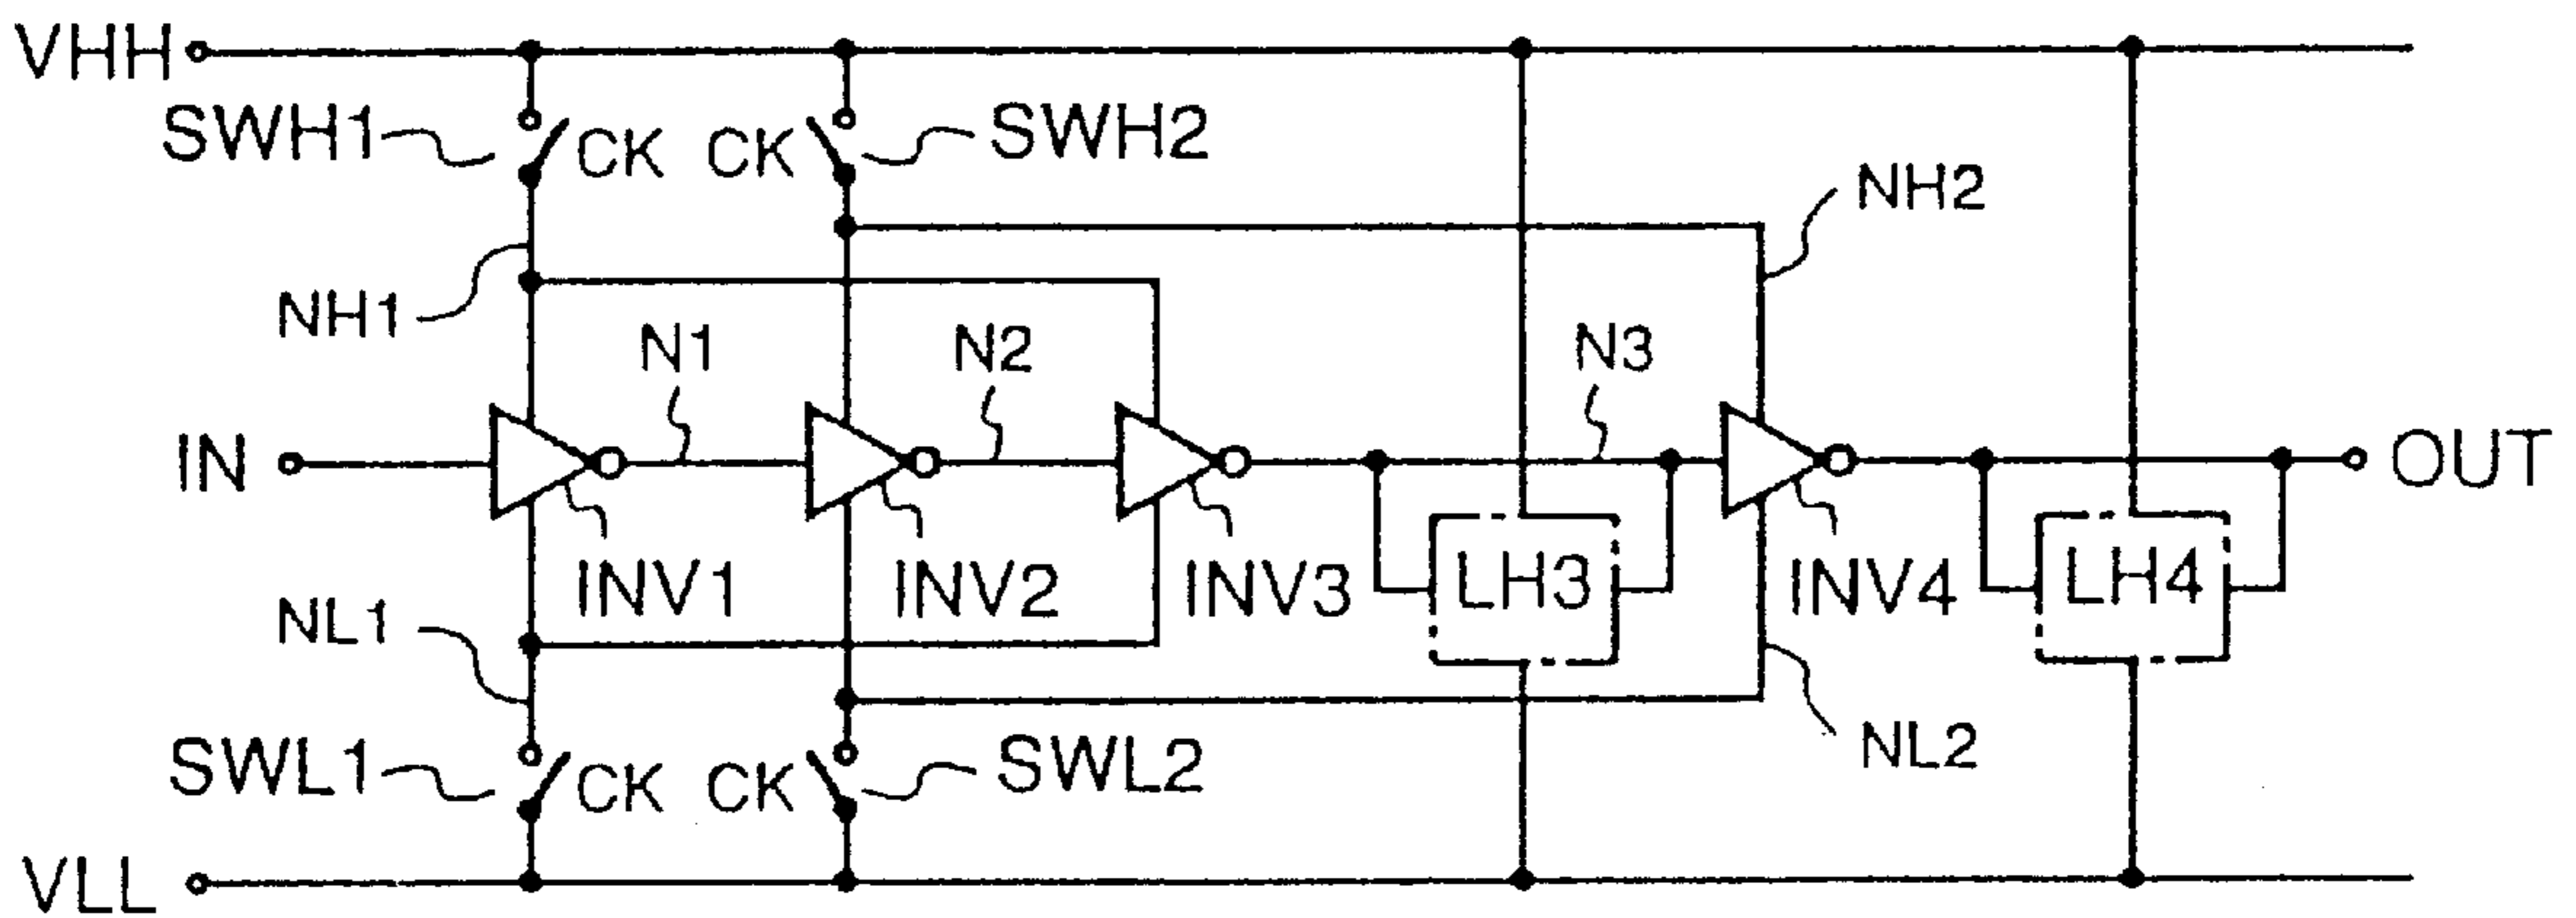 VHH
SWH1 CK CK SWH2
NH2
NH1
N1 N2 N3
IN OUT
INV1 INV2 INV3 LH3 INV4 LH4
NL1
NL2
SWL1 CK CK SWL2
VLL